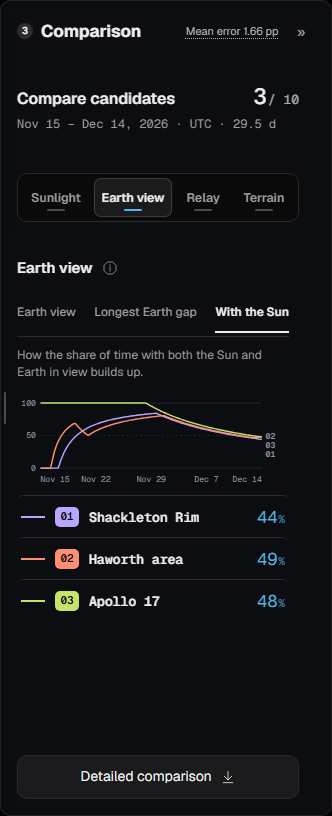 3 Comparison Mean error 1.66 pp »
Compare candidates 3 / 10
Nov 15 – Dec 14, 2026 · UTC · 29.5 d
Sunlight Earth view Relay Terrain
Earth view
Earth view Longest Earth gap With the Sun
How the share of time with both the Sun and
Earth in view builds up.
100
50
0
02
03
01
Nov 15 Nov 22 Nov 29 Dec 7 Dec 14
01 Shackleton Rim 44%
02 Haworth area 49%
03 Apollo 17 48%
Detailed comparison